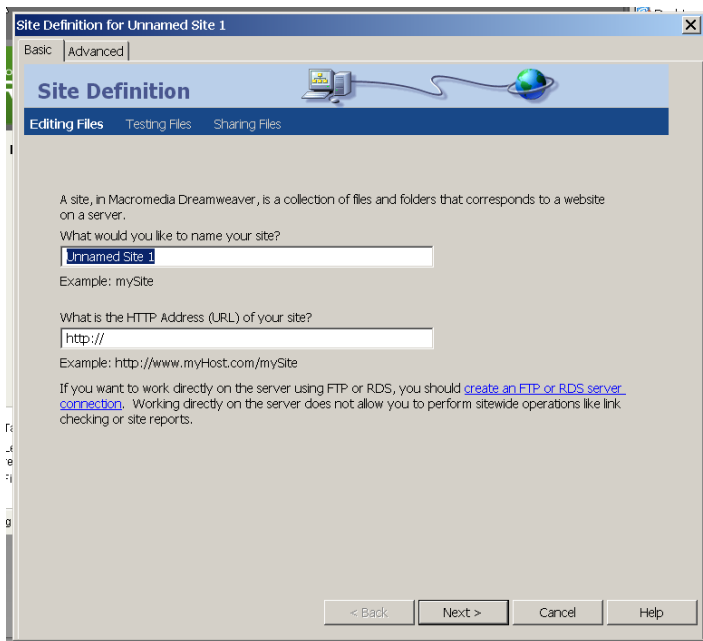 Site Definition for Unnamed Site 1
Basic
Advanced
Site Definition
Editing Files Testing Files Sharing Files
A site, in Macromedia Dreamweaver, is a collection of files and folders that corresponds to a website
on a server.
What would you like to name your site?
Unnamed Site 1
Example: mySite
What is the HTTP Address (URL) of your site?
http://
Example: http://www.myHost.com/mySite
If you want to work directly on the server using FTP or RDS, you should create an FTP or RDS server
connection. Working directly on the server does not allow you to perform sitewide operations like link
checking or site reports.
< Back Next > Cancel Help